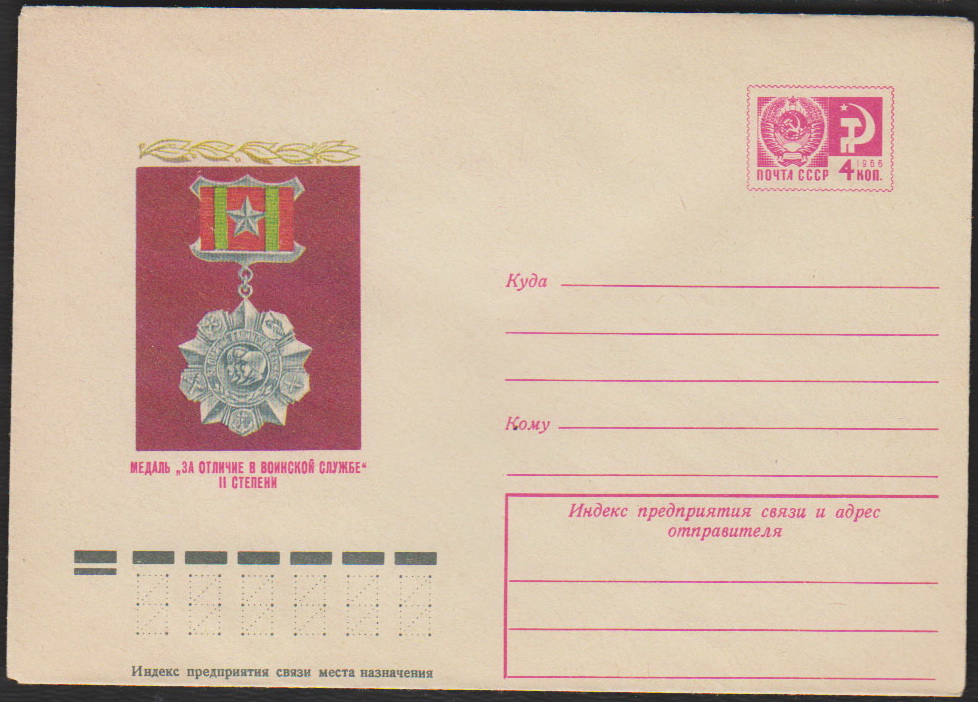 1966
ПОЧТА СССР 4 КОП.
МЕДАЛЬ „ЗА ОТЛИЧИЕ В ВОИНСКОЙ СЛУЖБЕ“
II СТЕПЕНИ
Куда
Кому
Индекс предприятия связи и адрес
отправителя
Индекс предприятия связи места назначения